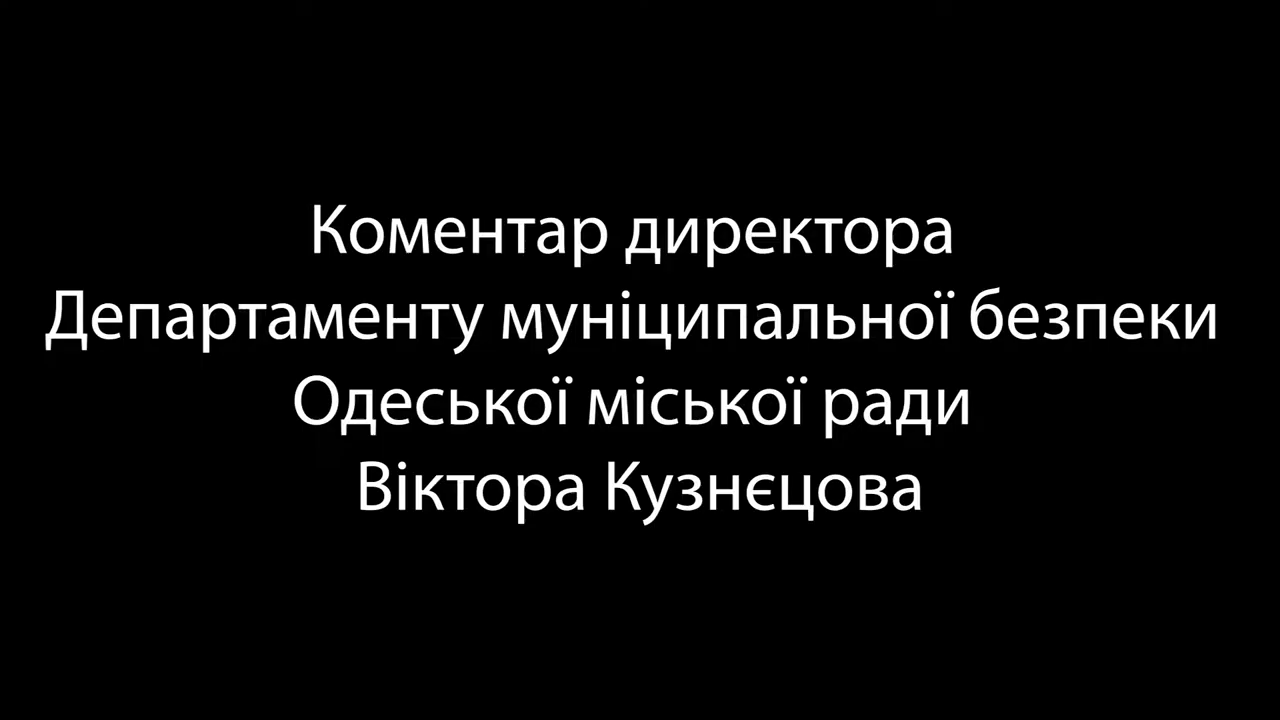 Коментар директора
Департаменту муніципальної безпеки
Одеської міської ради
Віктора Кузнєцова